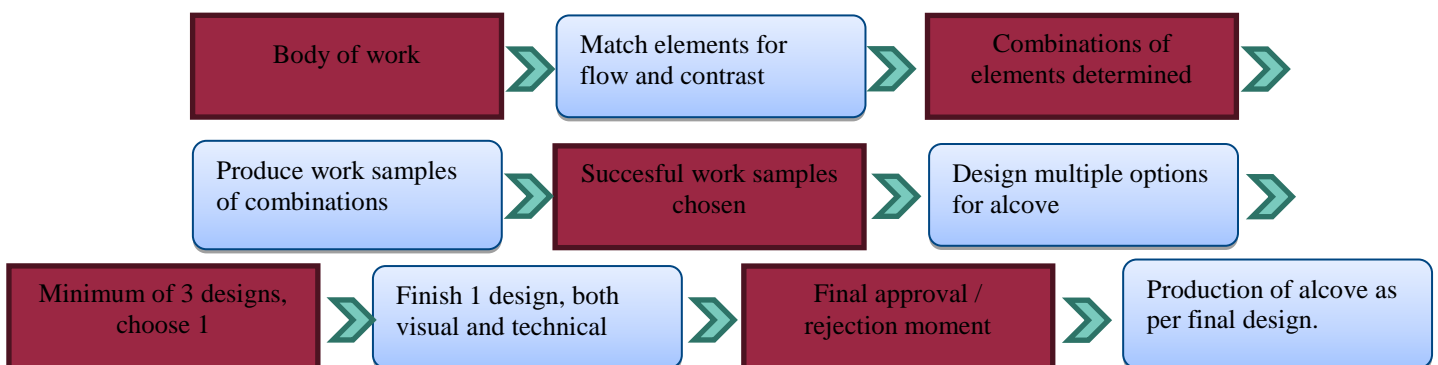 Body of work
Match elements for
flow and contrast
Combinations of
elements determined
Produce work samples
of combinations
Succesful work samples
chosen
Design multiple options
for alcove
Minimum of 3 designs,
choose 1
Finish 1 design, both
visual and technical
Final approval /
rejection moment
Production of alcove as
per final design.